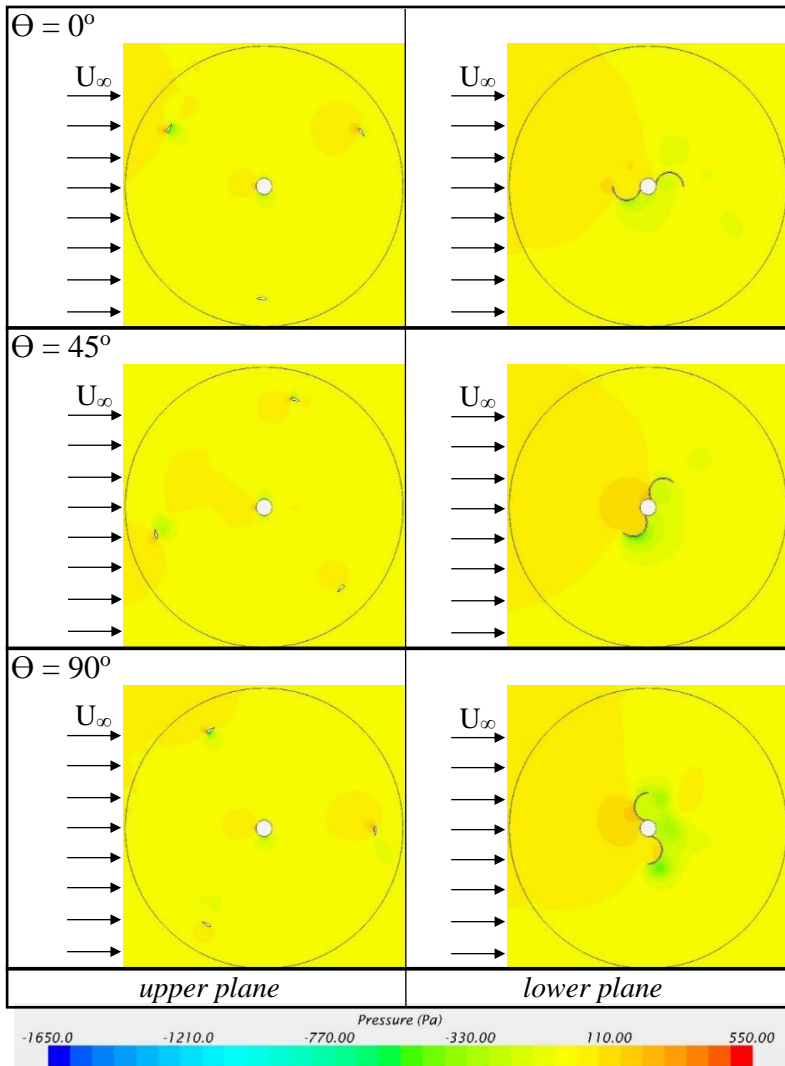 ϴ = 0º
U∞
U∞
ϴ = 45º
U∞
U∞
ϴ = 90º
U∞
U∞
upper plane
lower plane
Pressure (Pa)
-1650.0 -1210.0 -770.00 -330.00 110.00 550.00